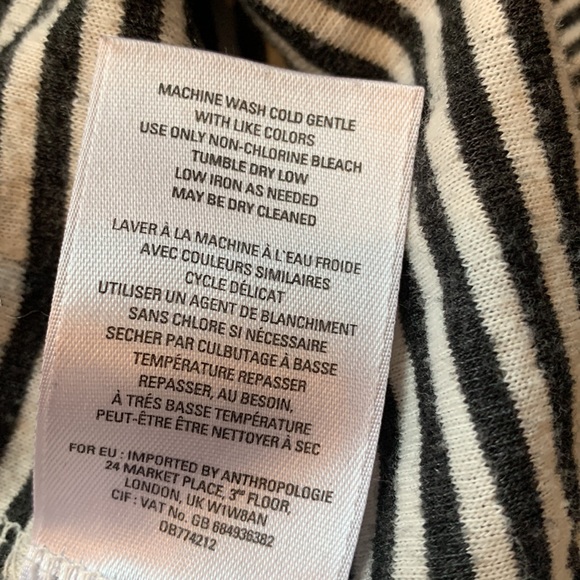 MACHINE WASH COLD GENTLE
WITH LIKE COLORS
USE ONLY NON-CHLORINE BLEACH
TUMBLE DRY LOW
LOW IRON AS NEEDED
MAY BE DRY CLEANED
LAVER À LA MACHINE À L'EAU FROIDE
AVEC COULEURS SIMILAIRES
CYCLE DÉLICAT
UTILISER UN AGENT DE BLANCHIMENT
SANS CHLORE SI NÉCESSAIRE
SECHER PAR CULBUTAGE À BASSE
TEMPÉRATURE REPASSER
REPASSER, AU BESOIN,
À TRÉS BASSE TEMPÉRATURE
PEUT-ÊTRE ÊTRE NETTOYER À SEC
FOR EU : IMPORTED BY ANTHROPOLOGIE
24 MARKET PLACE, 3RD FLOOR,
LONDON, UK W1W8AN
CIF : VAT No. GB 684936382
DB774212